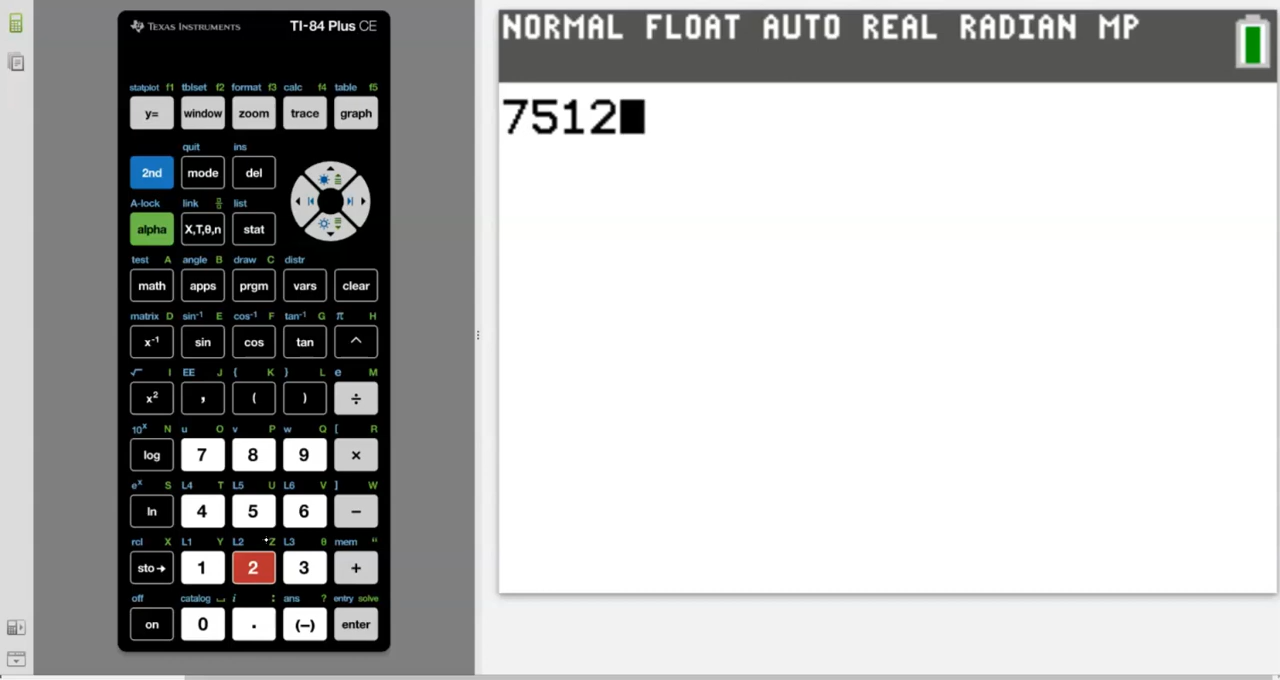 TEXAS INSTRUMENTS TI-84 Plus CE
NORMAL FLOAT AUTO REAL RADIAN MP
7512
statplot f1 tblset f2 format f3 calc f4 table f5
y= window zoom trace graph
quit ins
2nd mode del
A-lock link list
alpha X,T,θ,n stat
test A angle B draw C distr
math apps prgm vars clear
matrix D sin⁻¹ E cos⁻¹ F tan⁻¹ G π H
x⁻¹ sin cos tan ^
√ I EE J { K } L e M
x² , ( ) ÷
10ˣ N u O v P w Q [ R
log 7 8 9 ×
eˣ S L4 T L5 U L6 V ] W
ln 4 5 6 −
rcl X L1 Y L2 Z L3 θ mem "
sto→ 1 2 3 +
off catalog ␣ i : ans ? entry solve
on 0 . (−) enter